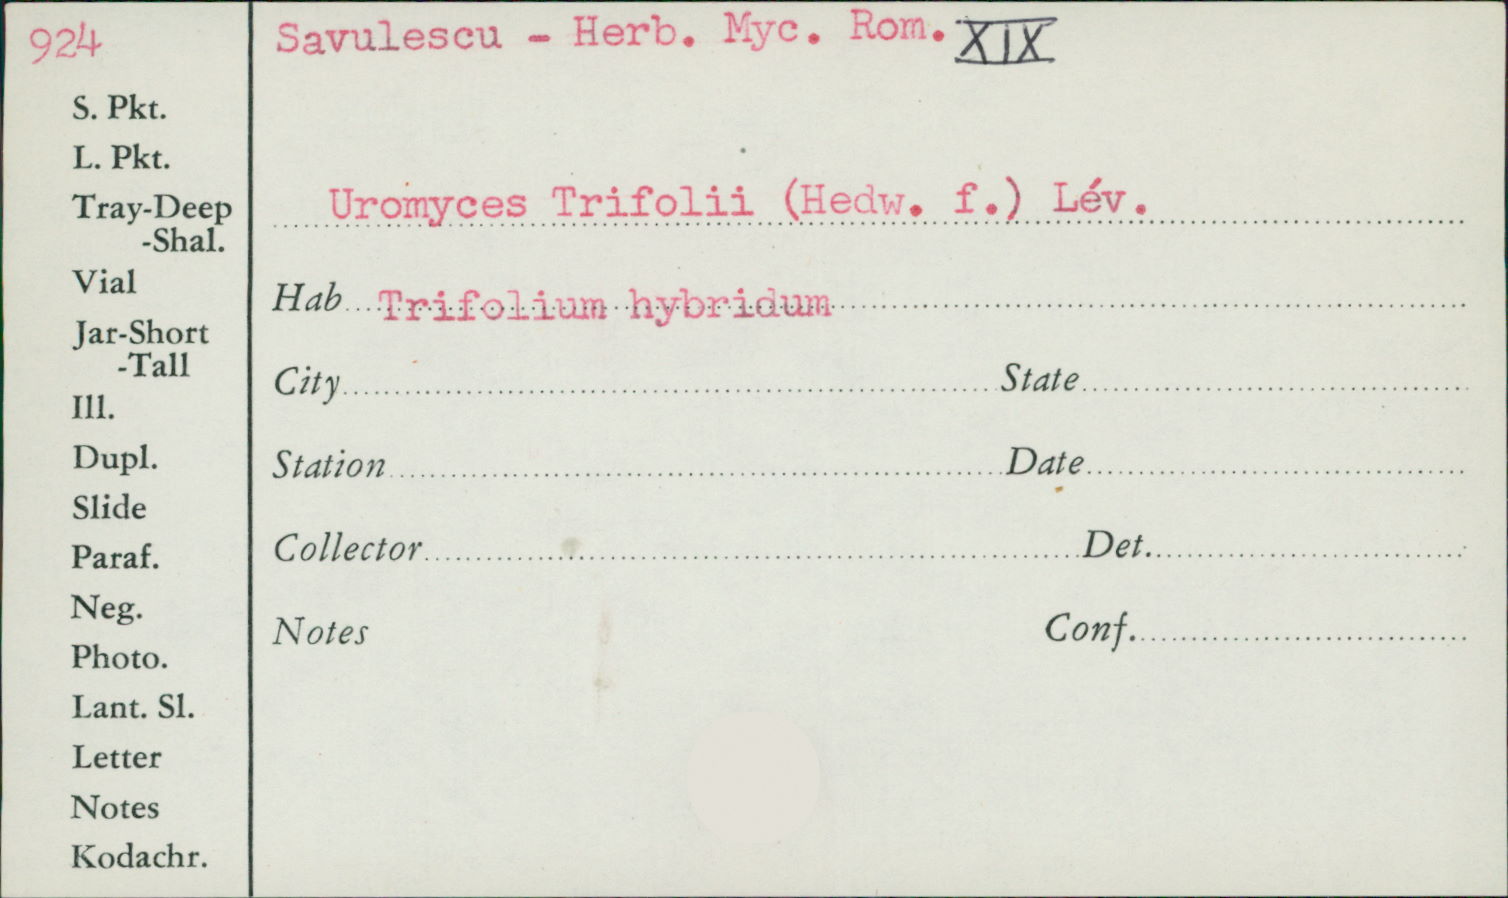 924
Savulescu - Herb. Myc. Rom. XIX
S. Pkt.
L. Pkt.
Tray-Deep
-Shal.
Vial
Jar-Short
-Tall
Ill.
Dupl.
Slide
Paraf.
Neg.
Photo.
Lant. Sl.
Letter
Notes
Kodachr.
Uromyces Trifolii (Hedw. f.) Lév.
Hab Trifolium hybridum
City State
Station Date
Collector Det.
Notes Conf.